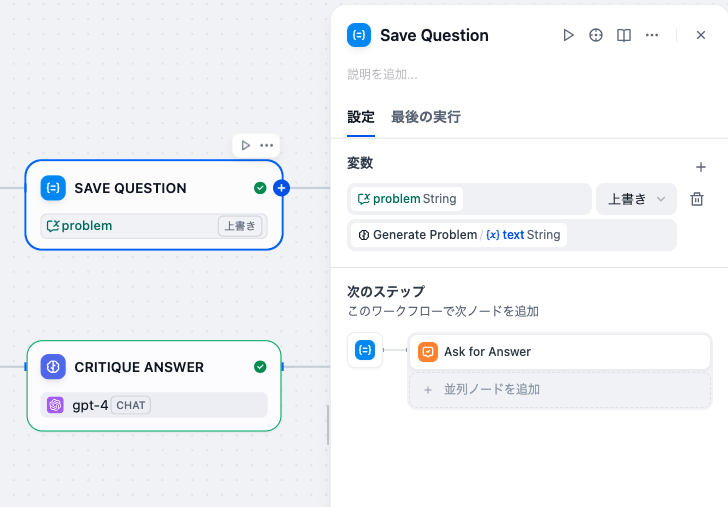 SAVE QUESTION
problem 上書き
CRITIQUE ANSWER
gpt-4 CHAT
Save Question
説明を追加...
設定 最後の実行
変数
problem String 上書き
Generate Problem / {x} text String
次のステップ
このワークフローで次ノードを追加
Ask for Answer
+ 並列ノードを追加